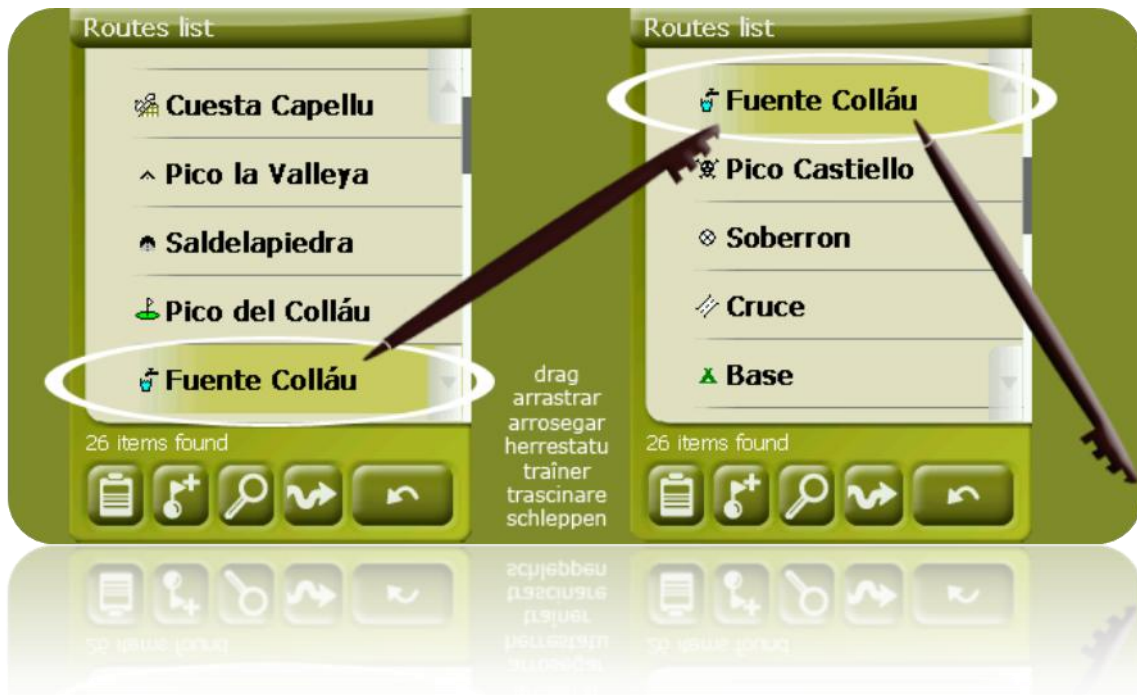 Routes list
Cuesta Capellu
Pico la Valleya
Saldelapiedra
Pico del Colláu
Fuente Colláu
26 items found
drag
arrastrar
arrosegar
herrestatu
traîner
trascinare
schleppen
Routes list
Fuente Colláu
Pico Castiello
Soberron
Cruce
Base
26 items found